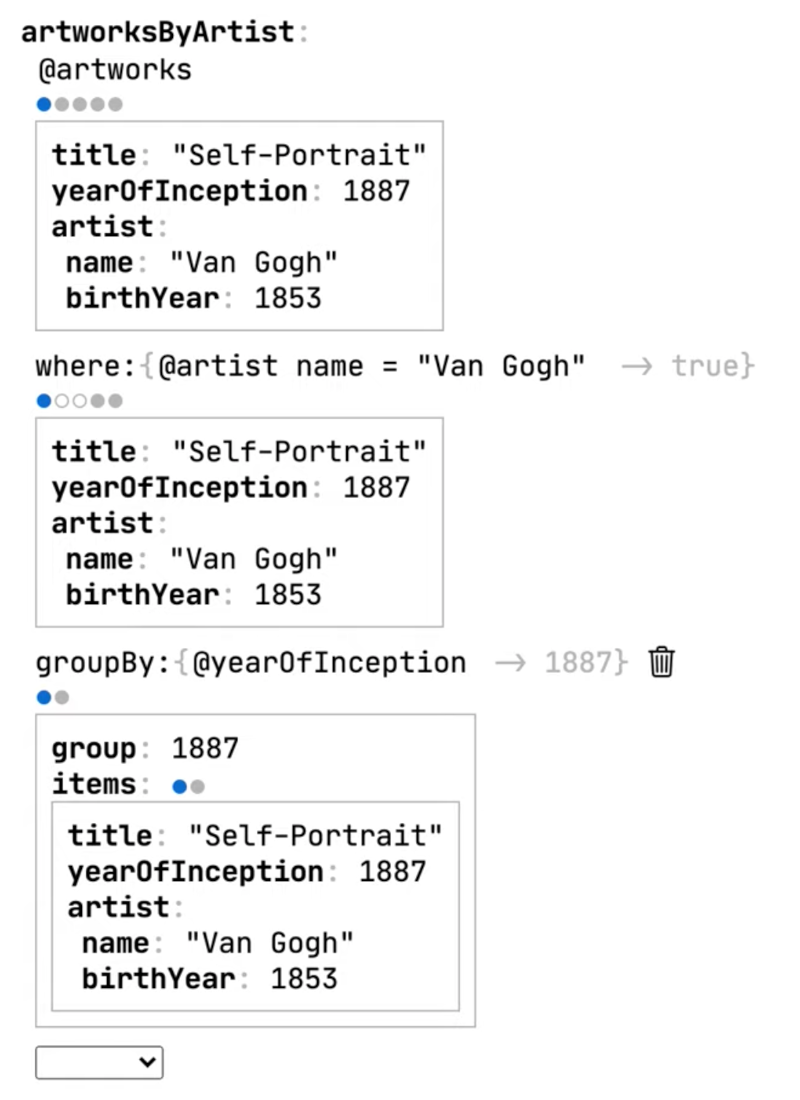 artworksByArtist:
@artworks
title: "Self-Portrait"
yearOfInception: 1887
artist:
name: "Van Gogh"
birthYear: 1853
where:{@artist name = "Van Gogh" → true}
title: "Self-Portrait"
yearOfInception: 1887
artist:
name: "Van Gogh"
birthYear: 1853
groupBy:{@yearOfInception → 1887}
group: 1887
items:
title: "Self-Portrait"
yearOfInception: 1887
artist:
name: "Van Gogh"
birthYear: 1853